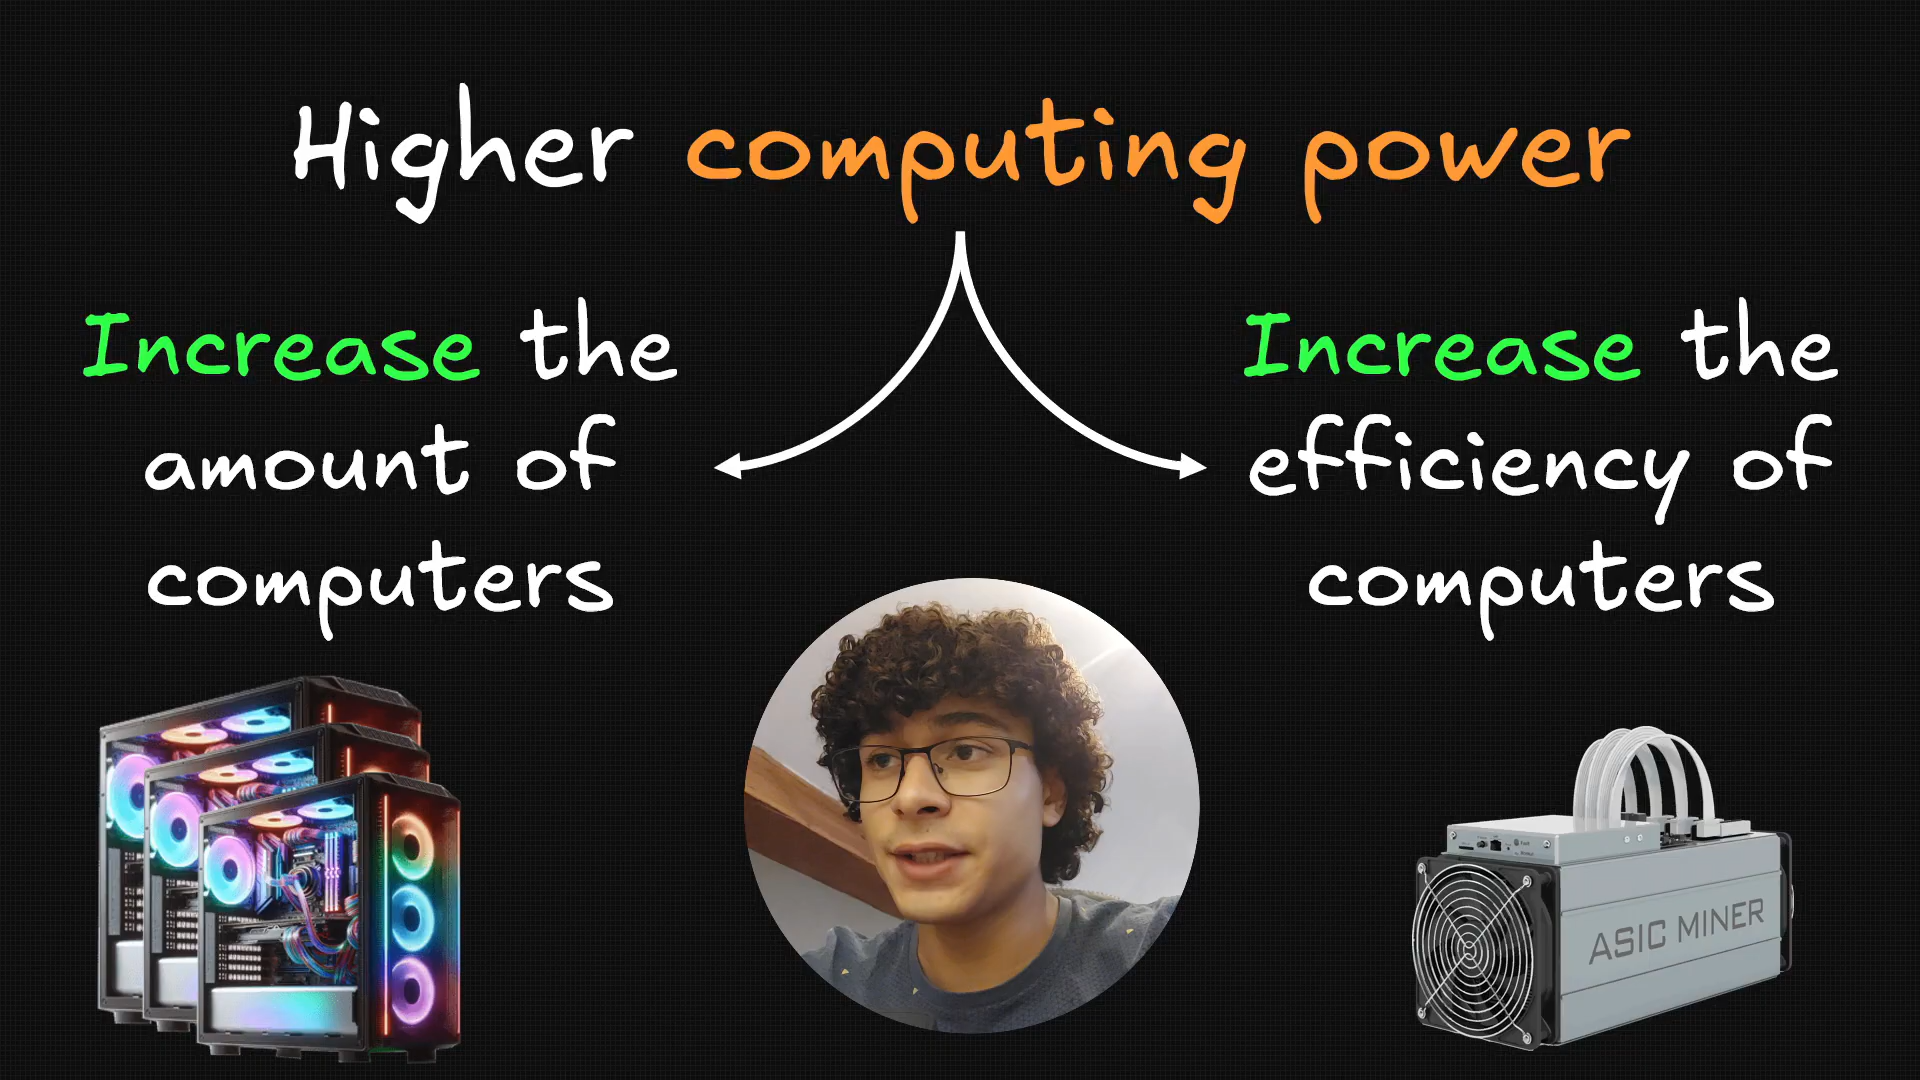 Higher computing power
Increase the
amount of
computers
Increase the
efficiency of
computers
ASIC MINER